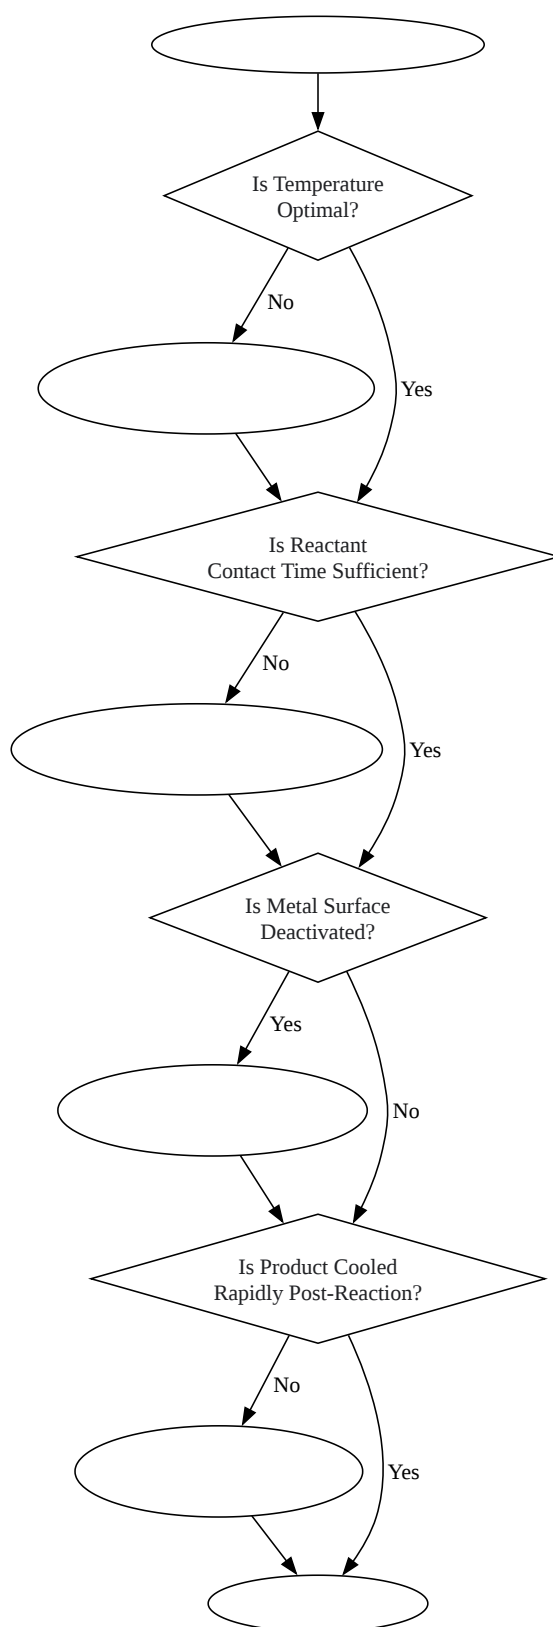 Is Temperature
Optimal?
No
Yes
Is Reactant
Contact Time Sufficient?
No
Yes
Is Metal Surface
Deactivated?
Yes
No
Is Product Cooled
Rapidly Post-Reaction?
No
Yes